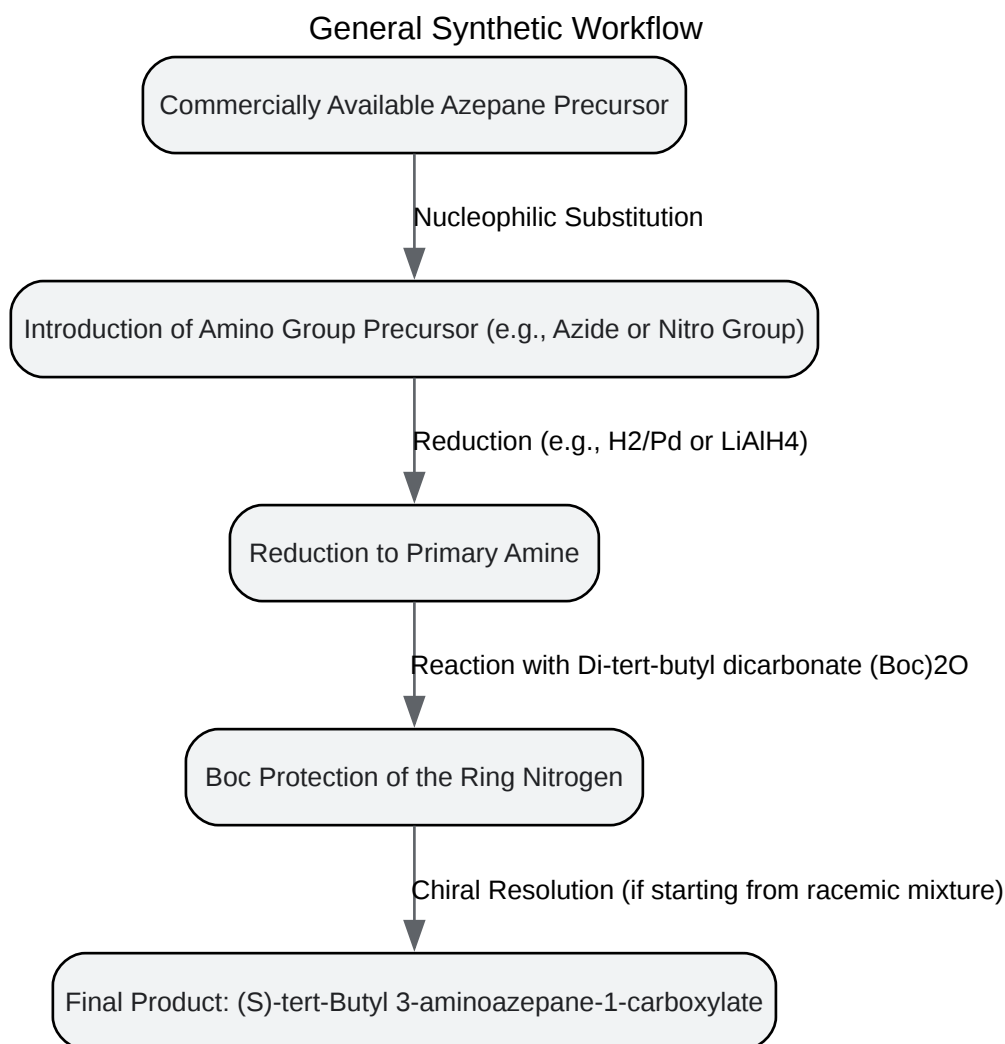 General Synthetic Workflow
Commercially Available Azepane Precursor
Nucleophilic Substitution
Introduction of Amino Group Precursor (e.g., Azide or Nitro Group)
Reduction (e.g., H2/Pd or LiAlH4)
Reduction to Primary Amine
Reaction with Di-tert-butyl dicarbonate (Boc)2O
Boc Protection of the Ring Nitrogen
Chiral Resolution (if starting from racemic mixture)
Final Product: (S)-tert-Butyl 3-aminoazepane-1-carboxylate